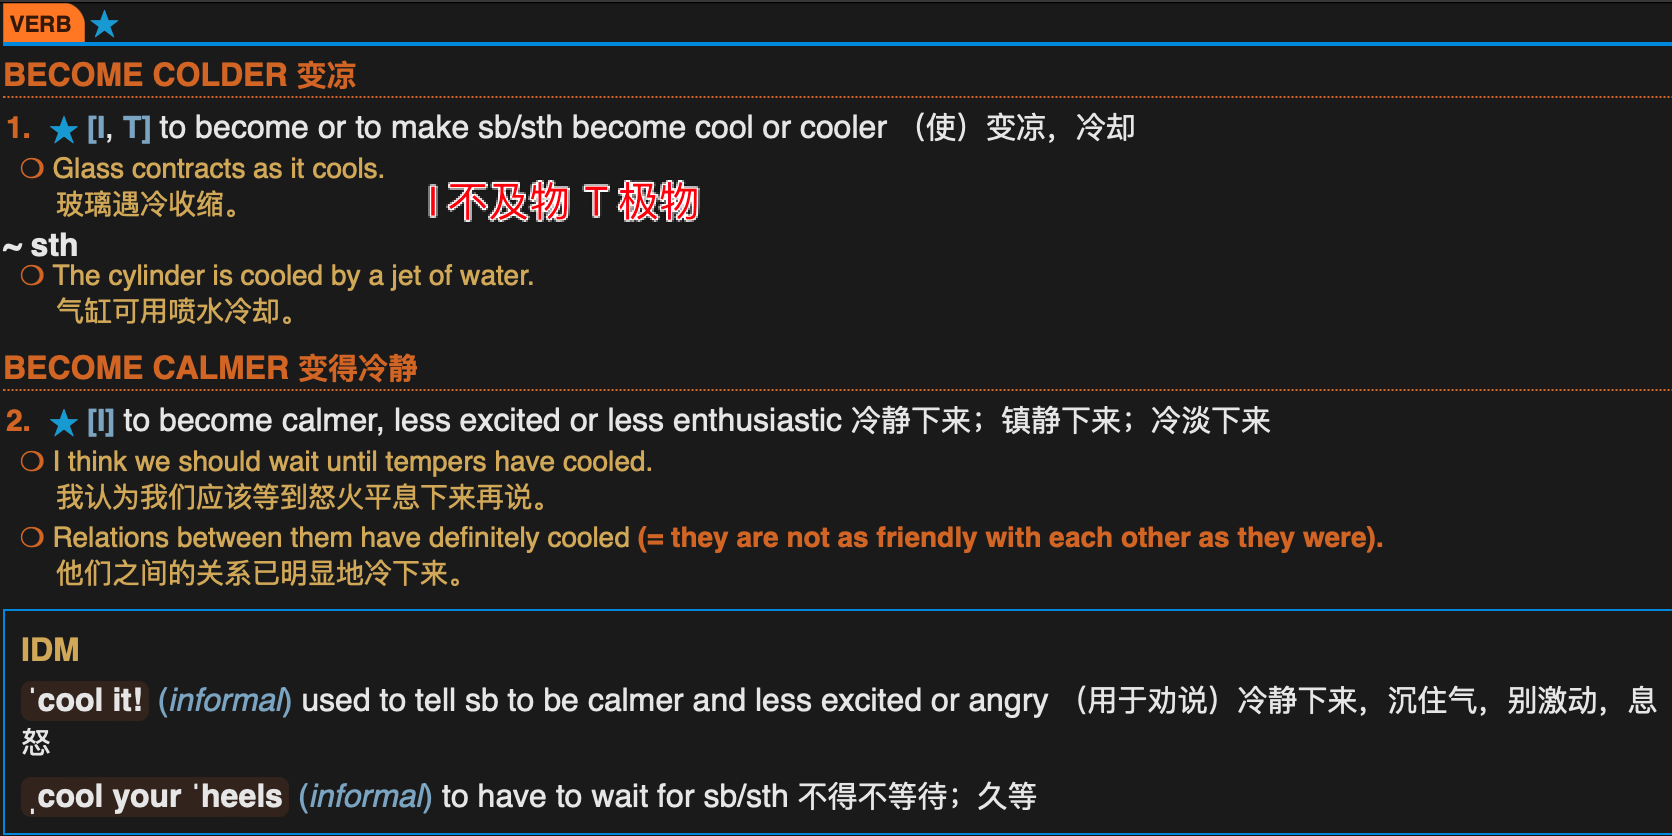 VERB ★
BECOME COLDER 变凉
1. ★ [I, T] to become or to make sb/sth become cool or cooler （使）变凉，冷却
❍ Glass contracts as it cools.
玻璃遇冷收缩。
I 不及物 T 极物
~ sth
❍ The cylinder is cooled by a jet of water.
气缸可用喷水冷却。
BECOME CALMER 变得冷静
2. ★ [I] to become calmer, less excited or less enthusiastic 冷静下来；镇静下来；冷淡下来
❍ I think we should wait until tempers have cooled.
我认为我们应该等到怒火平息下来再说。
❍ Relations between them have definitely cooled (= they are not as friendly with each other as they were).
他们之间的关系已明显地冷下来。
IDM
ˈcool it! (informal) used to tell sb to be calmer and less excited or angry （用于劝说）冷静下来，沉住气，别激动，息
怒
ˌcool your ˈheels (informal) to have to wait for sb/sth 不得不等待；久等